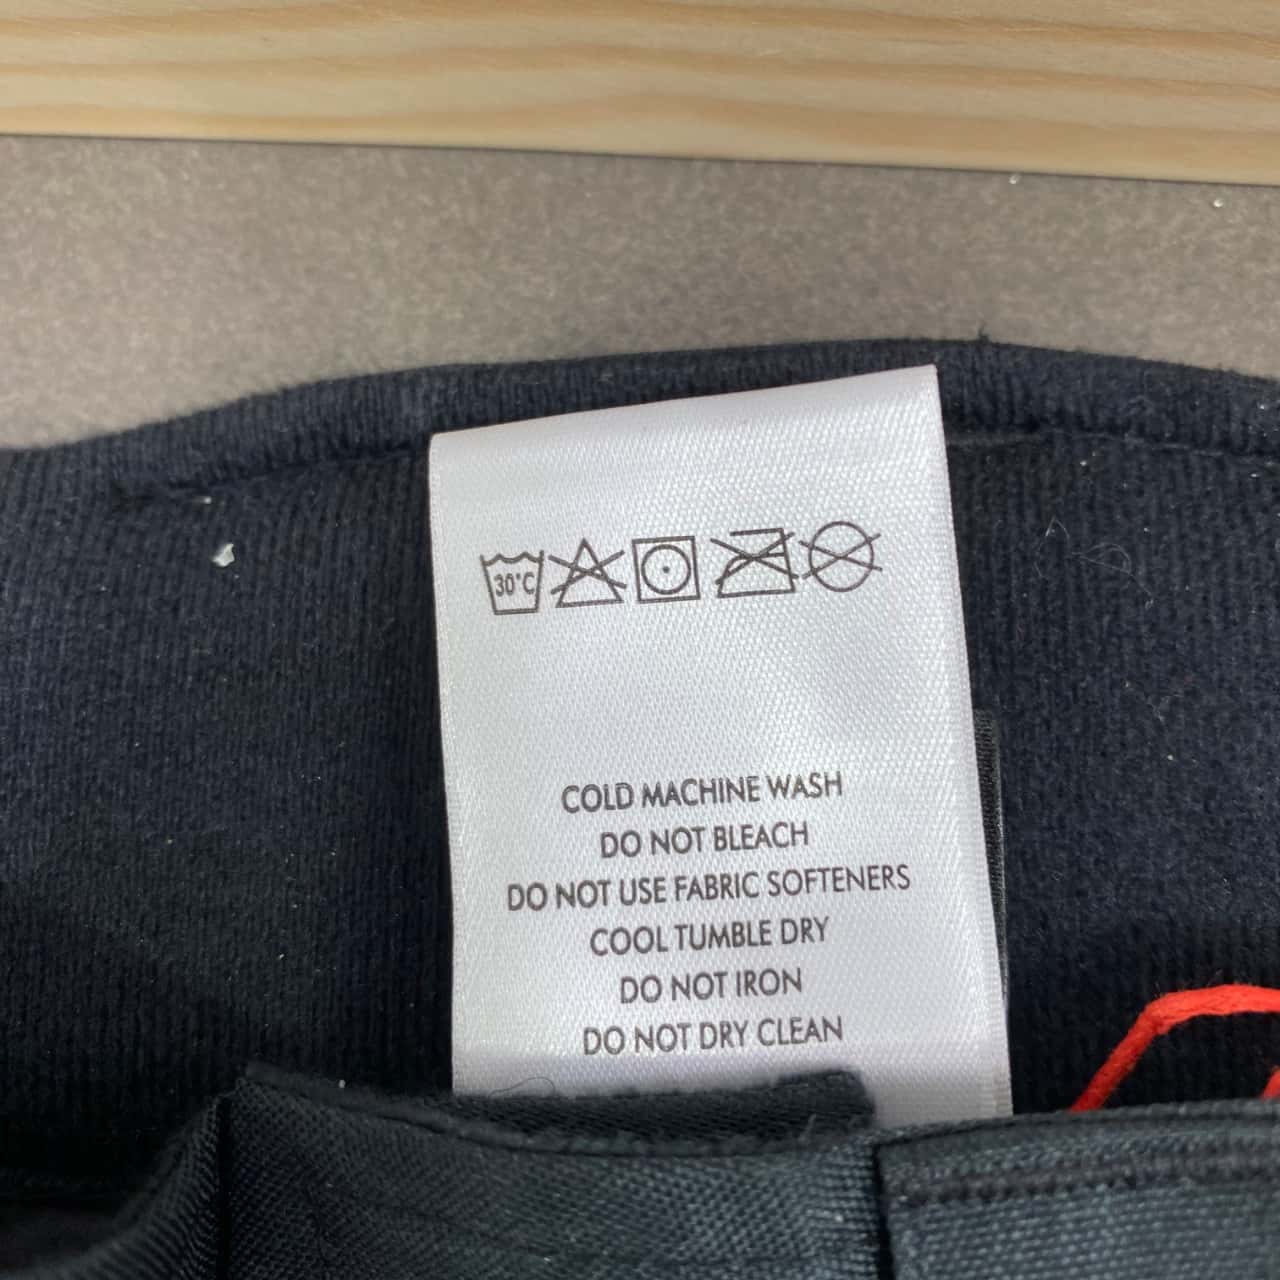 30°C
COLD MACHINE WASH
DO NOT BLEACH
DO NOT USE FABRIC SOFTENERS
COOL TUMBLE DRY
DO NOT IRON
DO NOT DRY CLEAN